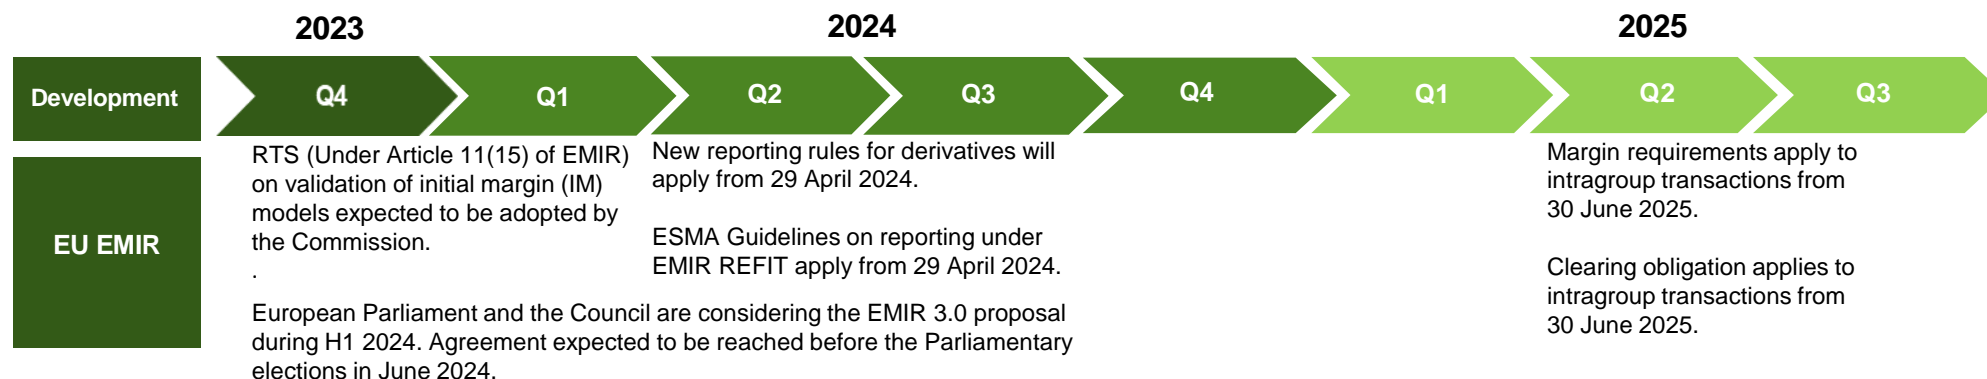 2023
2024
2025
Development
Q4
Q1
Q2
Q3
Q4
Q1
Q2
Q3
EU EMIR
RTS (Under Article 11(15) of EMIR)
on validation of initial margin (IM)
models expected to be adopted by
the Commission.
.
European Parliament and the Council are considering the EMIR 3.0 proposal
during H1 2024. Agreement expected to be reached before the Parliamentary
elections in June 2024.
New reporting rules for derivatives will
apply from 29 April 2024.
ESMA Guidelines on reporting under
EMIR REFIT apply from 29 April 2024.
Margin requirements apply to
intragroup transactions from
30 June 2025.
Clearing obligation applies to
intragroup transactions from
30 June 2025.